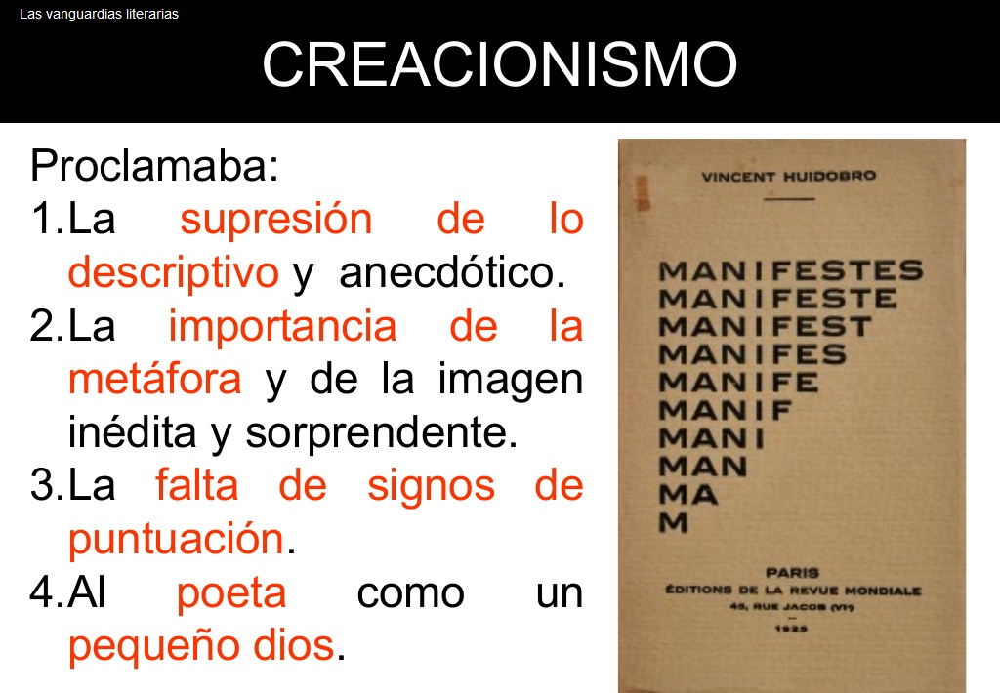 Las vanguardias literarias
CREACIONISMO
Proclamaba:
1.La supresión de lo
descriptivo y anecdótico.
2.La importancia de la
metáfora y de la imagen
inédita y sorprendente.
3.La falta de signos de
puntuación.
4.Al poeta como un
pequeño dios.
VINCENT HUIDOBRO
MANIFESTES
MANIFESTE
MANIFEST
MANIFES
MANIFE
MANIF
MANI
MAN
MA
M
PARIS
ÉDITIONS DE LA REVUE MONDIALE
45, RUE JACOB (VIe)
1925